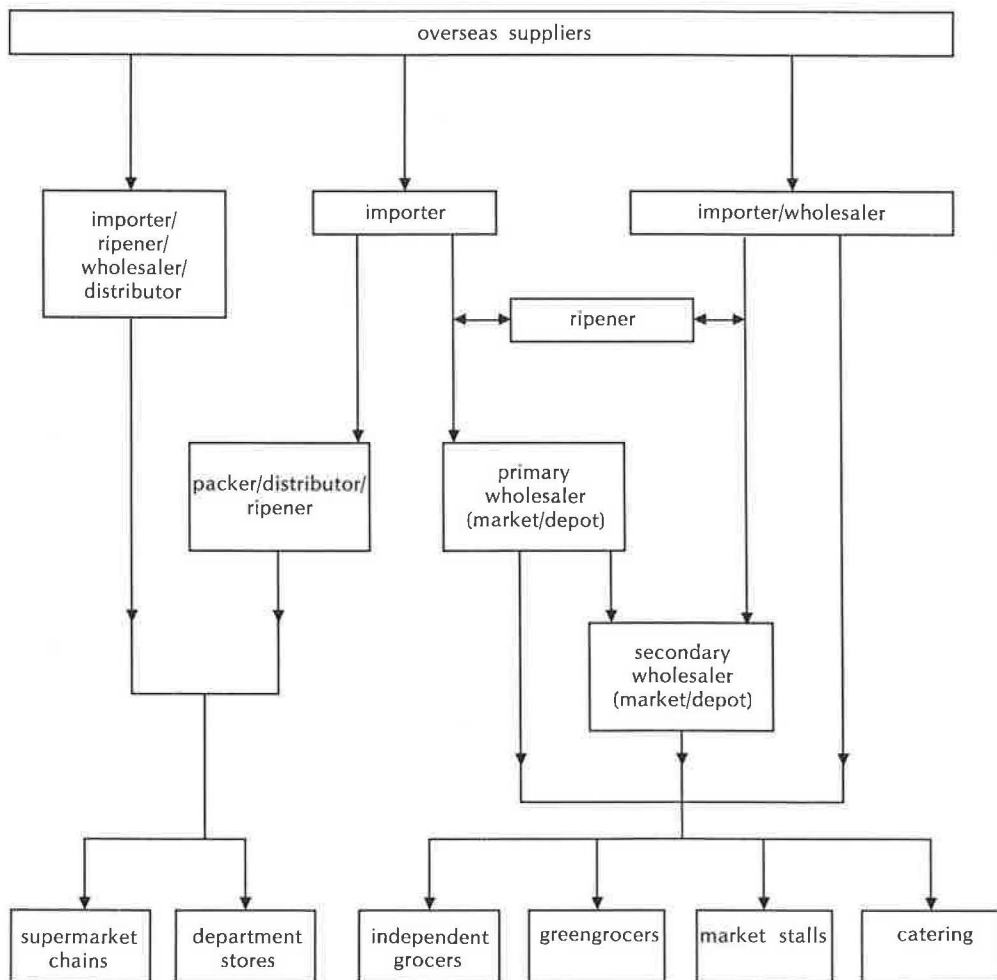 overseas suppliers
importer/
ripener/
wholesaler/
distributor
importer
importer/wholesaler
ripener
packer/distributor/
ripener
primary
wholesaler
(market/depot)
secondary
wholesaler
(market/depot)
supermarket
chains
department
stores
independent
grocers
greengrocers
market stalls
catering